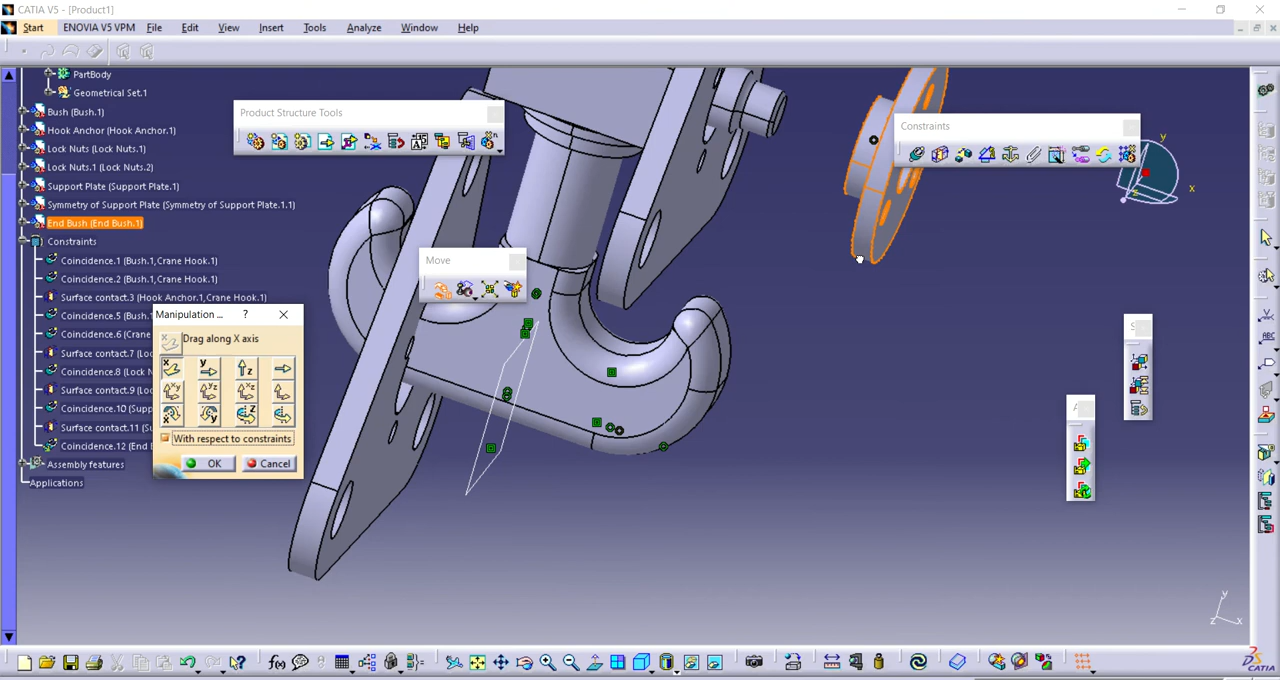 CATIA V5 - [Product1]
Start ENOVIA V5 VPM File Edit View Insert Tools Analyze Window Help
PartBody
Geometrical Set.1
Bush (Bush.1)
Hook Anchor (Hook Anchor.1)
Lock Nuts (Lock Nuts.1)
Lock Nuts.1 (Lock Nuts.2)
Support Plate (Support Plate.1)
Symmetry of Support Plate (Symmetry of Support Plate.1.1)
End Bush (End Bush.1)
Constraints
Coincidence.1 (Bush.1,Crane Hook.1)
Coincidence.2 (Bush.1,Crane Hook.1)
Surface contact.3 (Hook Anchor.1,Crane Hook.1)
Coincidence.5 (Bush.1
Coincidence.6 (Crane
Surface contact.7 (
Coincidence.8 (Lock N
Surface contact.9 (Loc
Coincidence.10 (Supp
Surface contact.11 (
Coincidence.12 (End B
Assembly features
Applications
Product Structure Tools
Constraints
Move
Manipulation ... ?
Drag along X axis
With respect to constraints
OK Cancel
S
A
y
x
z
y
z x
f(x)
CATIA